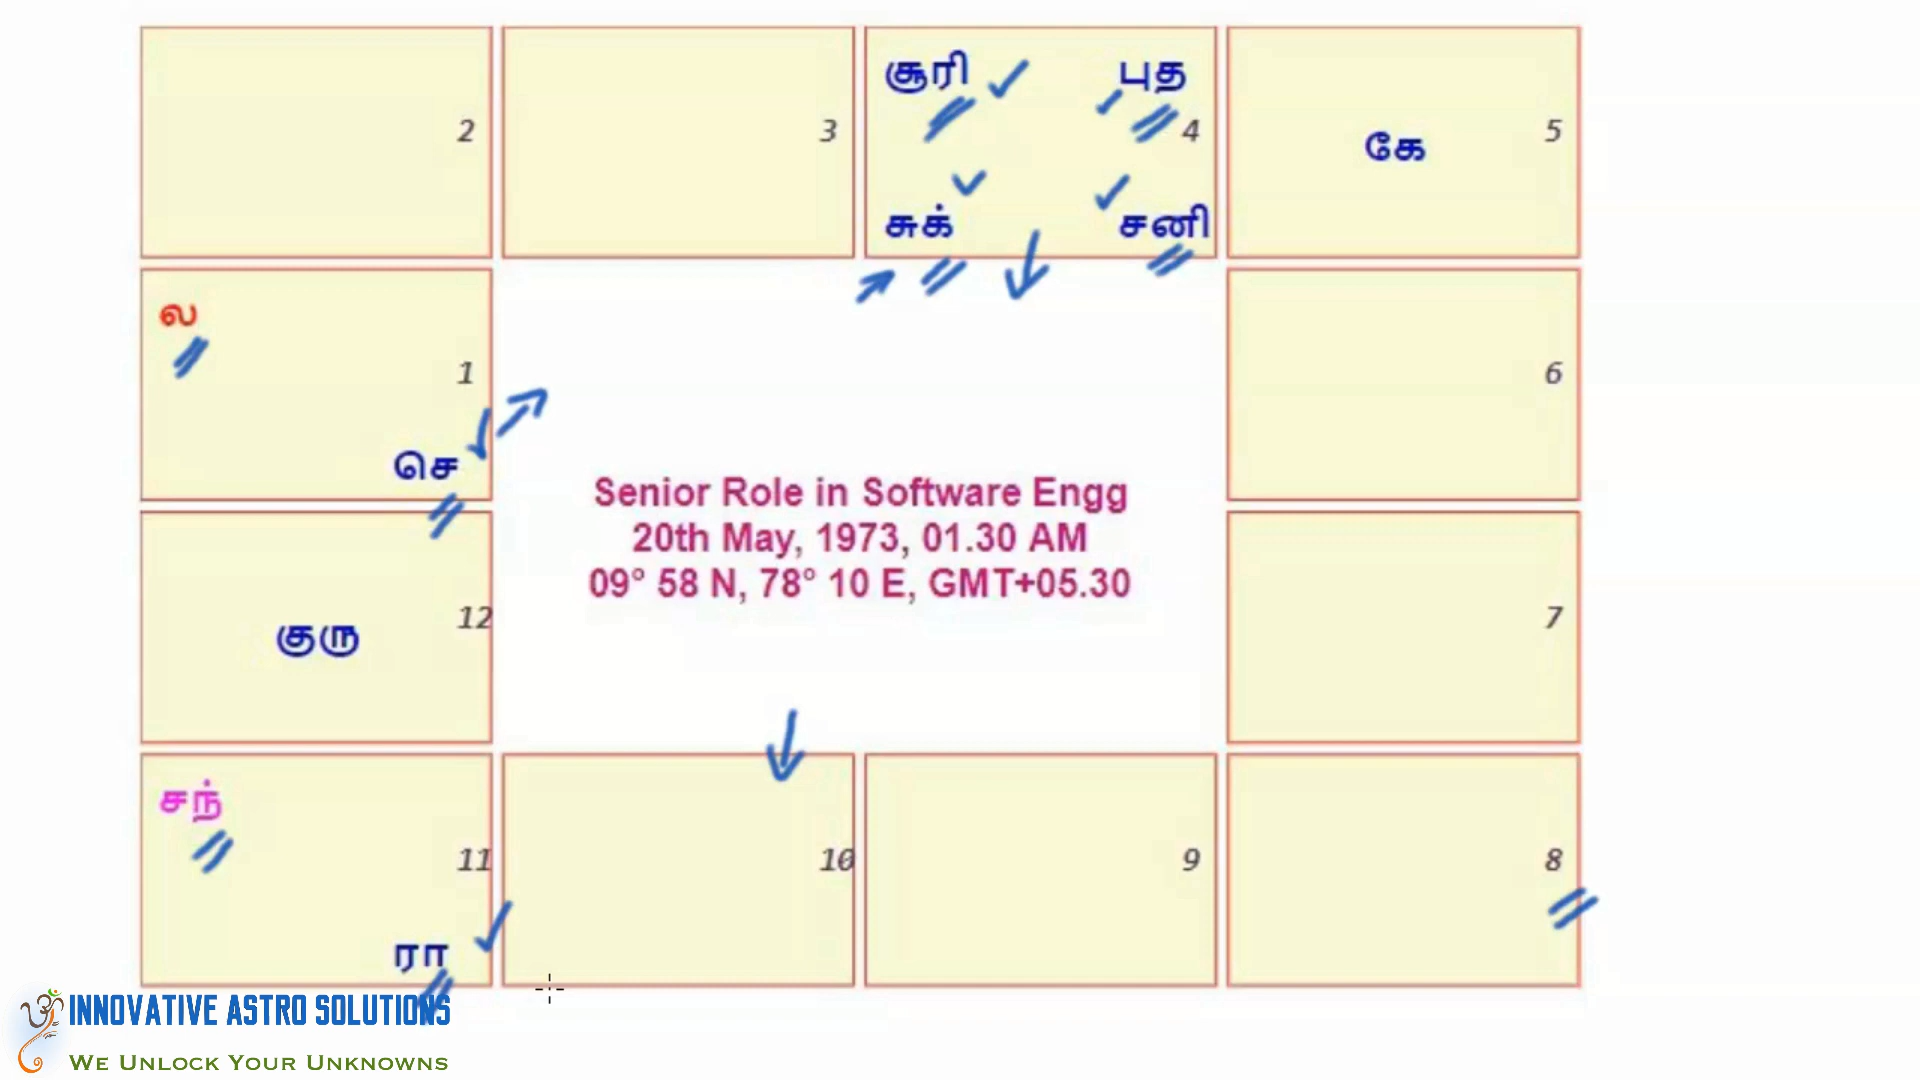 2
3
சூரி
புத
4
சுக்
சனி
கே
5
ல
1
செ
6
Senior Role in Software Engg
20th May, 1973, 01.30 AM
09° 58 N, 78° 10 E, GMT+05.30
குரு
12
7
சந்
11
ரா
10
9
8
INNOVATIVE ASTRO SOLUTIONS
WE UNLOCK YOUR UNKNOWNS